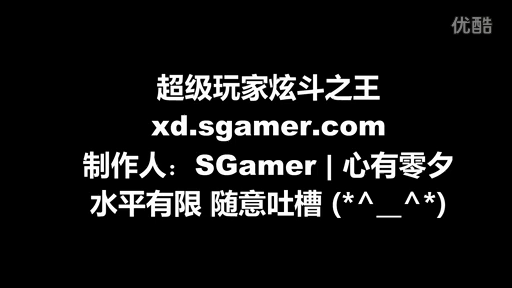 优酷
超级玩家炫斗之王
xd.sgamer.com
制作人：SGamer | 心有零夕
水平有限 随意吐槽 (*^__^*)